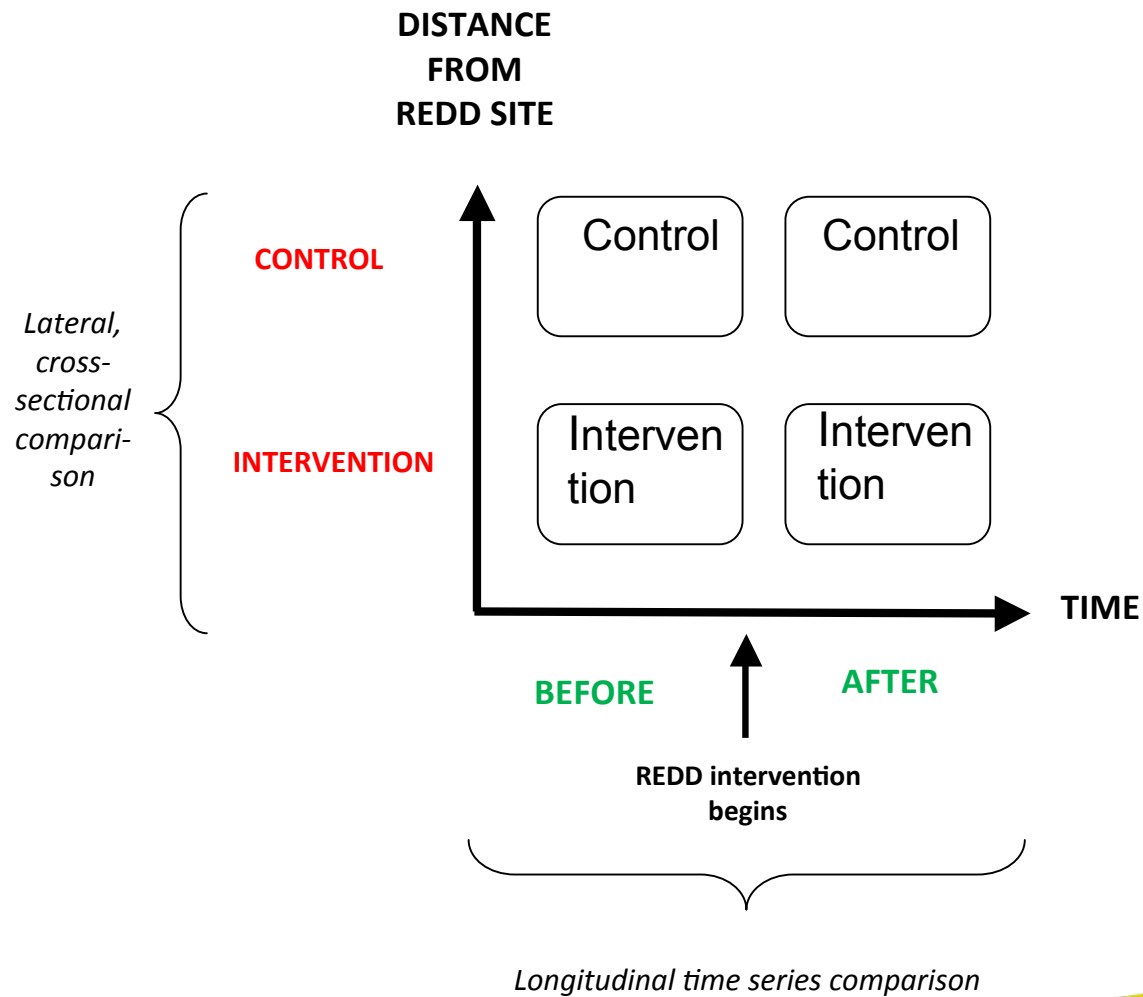 DISTANCE
FROM
REDD SITE
Control
Control
CONTROL
Lateral,
cross-
sectional
compari-
son
Interven
tion
Interven
tion
INTERVENTION
TIME
BEFORE
AFTER
REDD intervention
begins
Longitudinal time series comparison